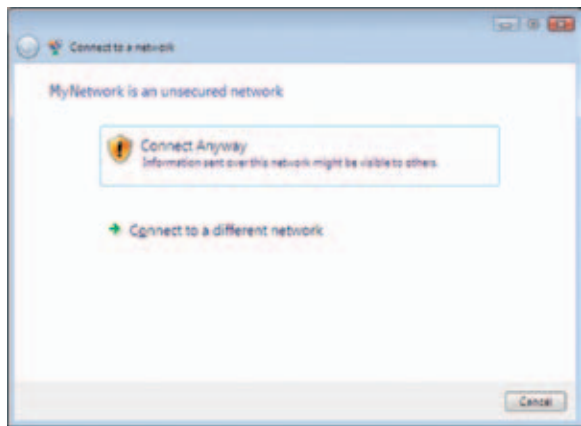 Connect to a network
MyNetwork is an unsecured network
Connect Anyway
Information sent over this network might be visible to others.
Connect to a different network
Cancel